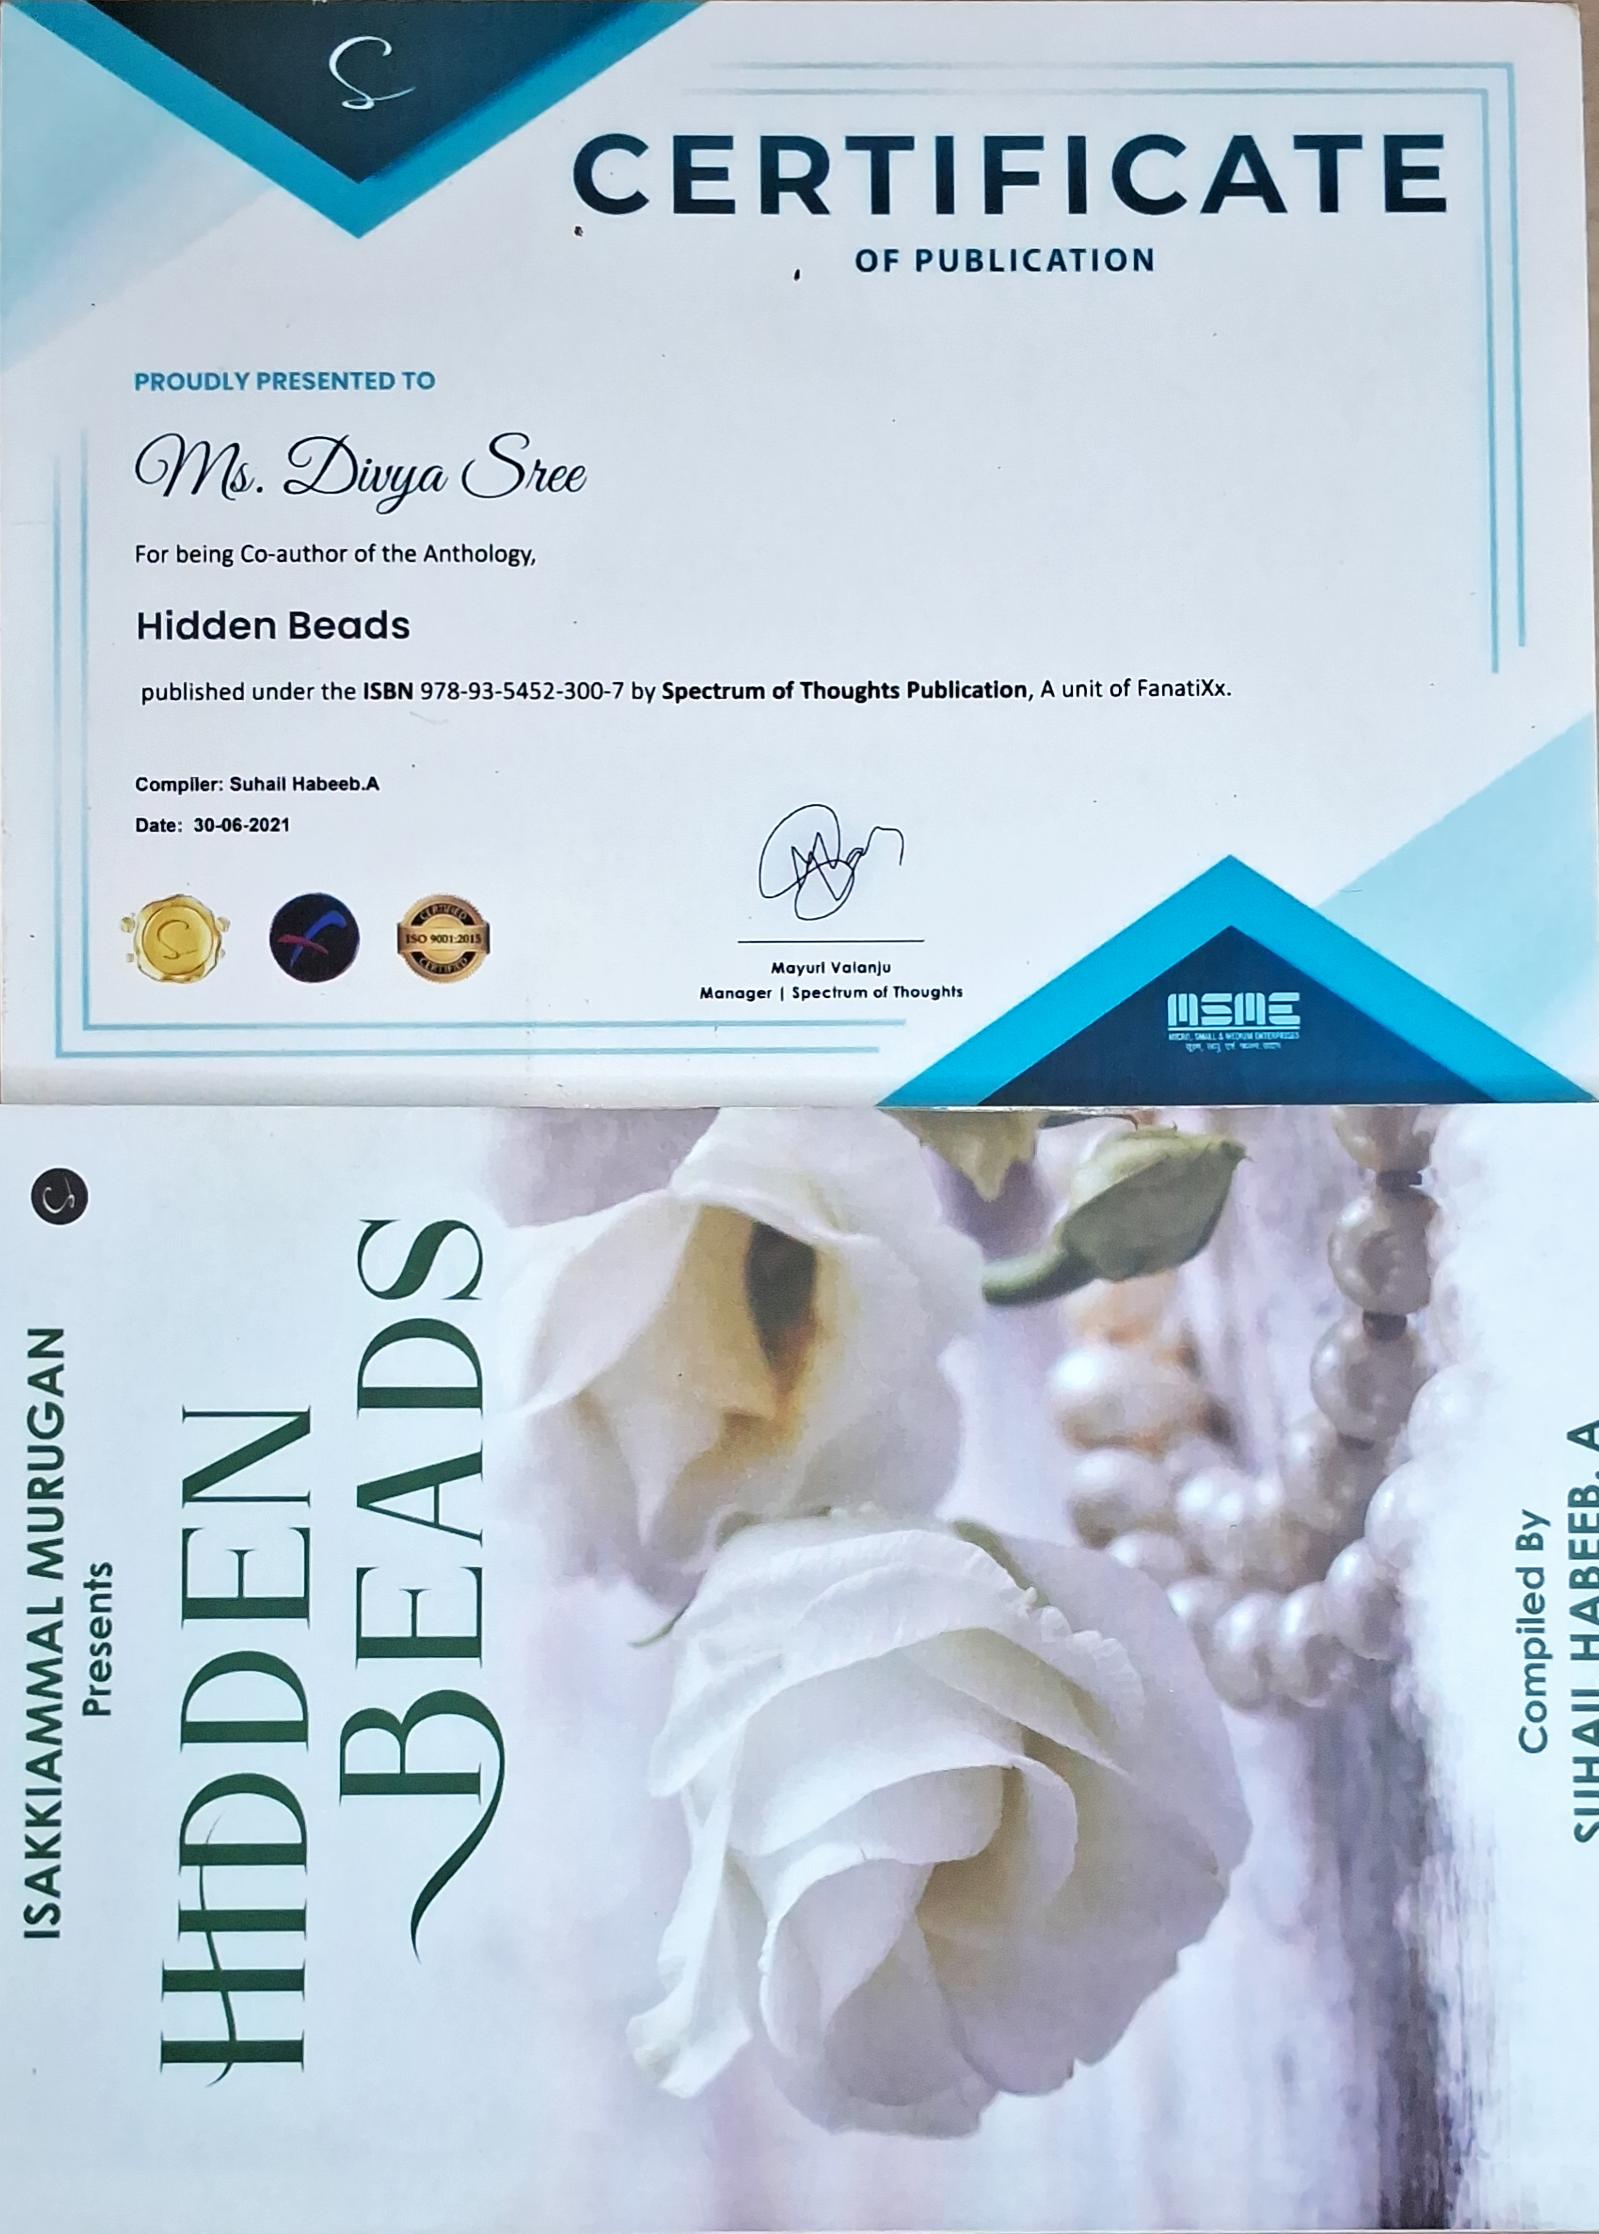 S
CERTIFICATE
OF PUBLICATION
PROUDLY PRESENTED TO
Ms. Divya Sree
For being Co-author of the Anthology,
Hidden Beads
published under the ISBN 978-93-5452-300-7 by Spectrum of Thoughts Publication, A unit of FanatiXx.
Compiler: Suhail Habeeb.A
Date: 30-06-2021
S
CERTIFIED
ISO 9001:2015
CERTIFIED
Mayuri Valanju
Manager | Spectrum of Thoughts
MSME
MICRO, SMALL & MEDIUM ENTERPRISES
S
ISAKKIAMMAL MURUGAN
Presents
HIDDEN
BEADS
Compiled By
SUHAIL HABEEB. A